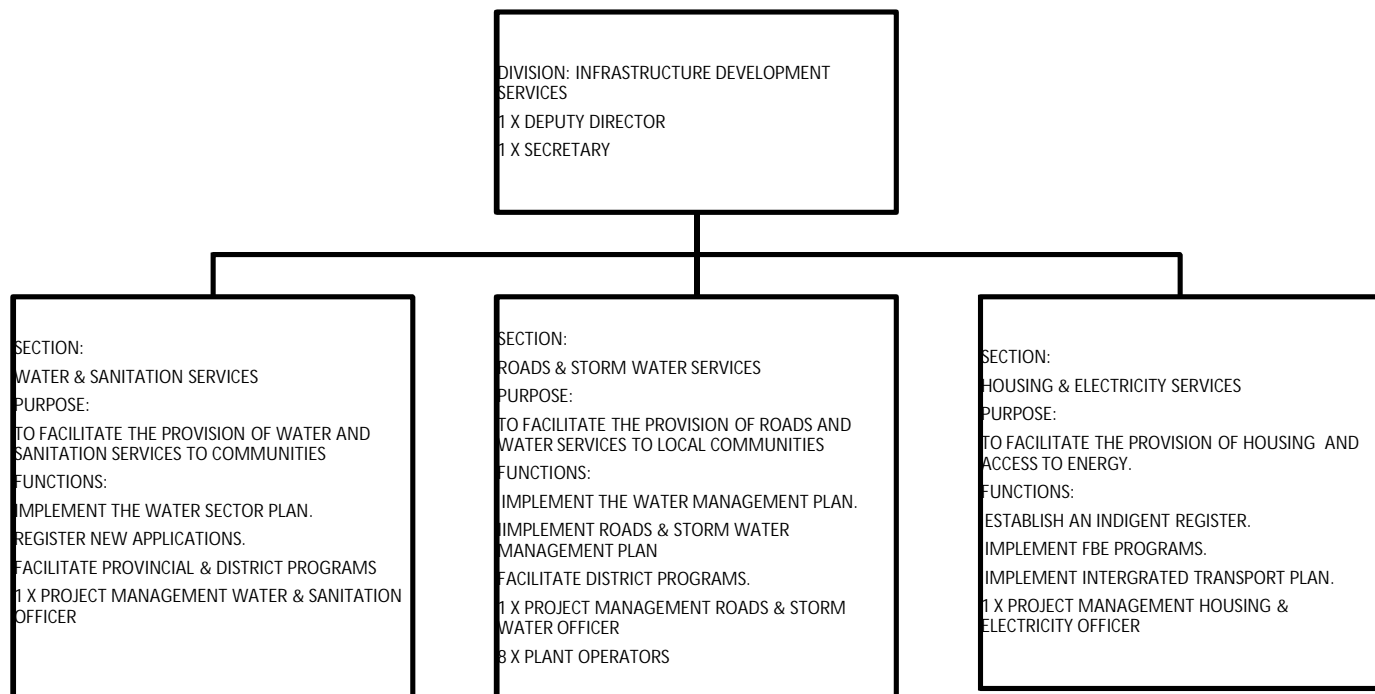 DIVISION: INFRASTRUCTURE DEVELOPMENT
SERVICES
1 X DEPUTY DIRECTOR
1 X SECRETARY
SECTION:
WATER & SANITATION SERVICES
PURPOSE:
TO FACILITATE THE PROVISION OF WATER AND
SANITATION SERVICES TO COMMUNITIES
FUNCTIONS:
IMPLEMENT THE WATER SECTOR PLAN.
REGISTER NEW APPLICATIONS.
FACILITATE PROVINCIAL & DISTRICT PROGRAMS
1 X PROJECT MANAGEMENT WATER & SANITATION
OFFICER
SECTION:
ROADS & STORM WATER SERVICES
PURPOSE:
TO FACILITATE THE PROVISION OF ROADS AND
WATER SERVICES TO LOCAL COMMUNITIES
FUNCTIONS:
IMPLEMENT THE WATER MANAGEMENT PLAN.
IIMPLEMENT ROADS & STORM WATER
MANAGEMENT PLAN
FACILITATE DISTRICT PROGRAMS.
1 X PROJECT MANAGEMENT ROADS & STORM
WATER OFFICER
8 X PLANT OPERATORS
SECTION:
HOUSING & ELECTRICITY SERVICES
PURPOSE:
TO FACILITATE THE PROVISION OF HOUSING AND
ACCESS TO ENERGY.
FUNCTIONS:
ESTABLISH AN INDIGENT REGISTER.
IMPLEMENT FBE PROGRAMS.
IMPLEMENT INTERGRATED TRANSPORT PLAN.
1 X PROJECT MANAGEMENT HOUSING &
ELECTRICITY OFFICER